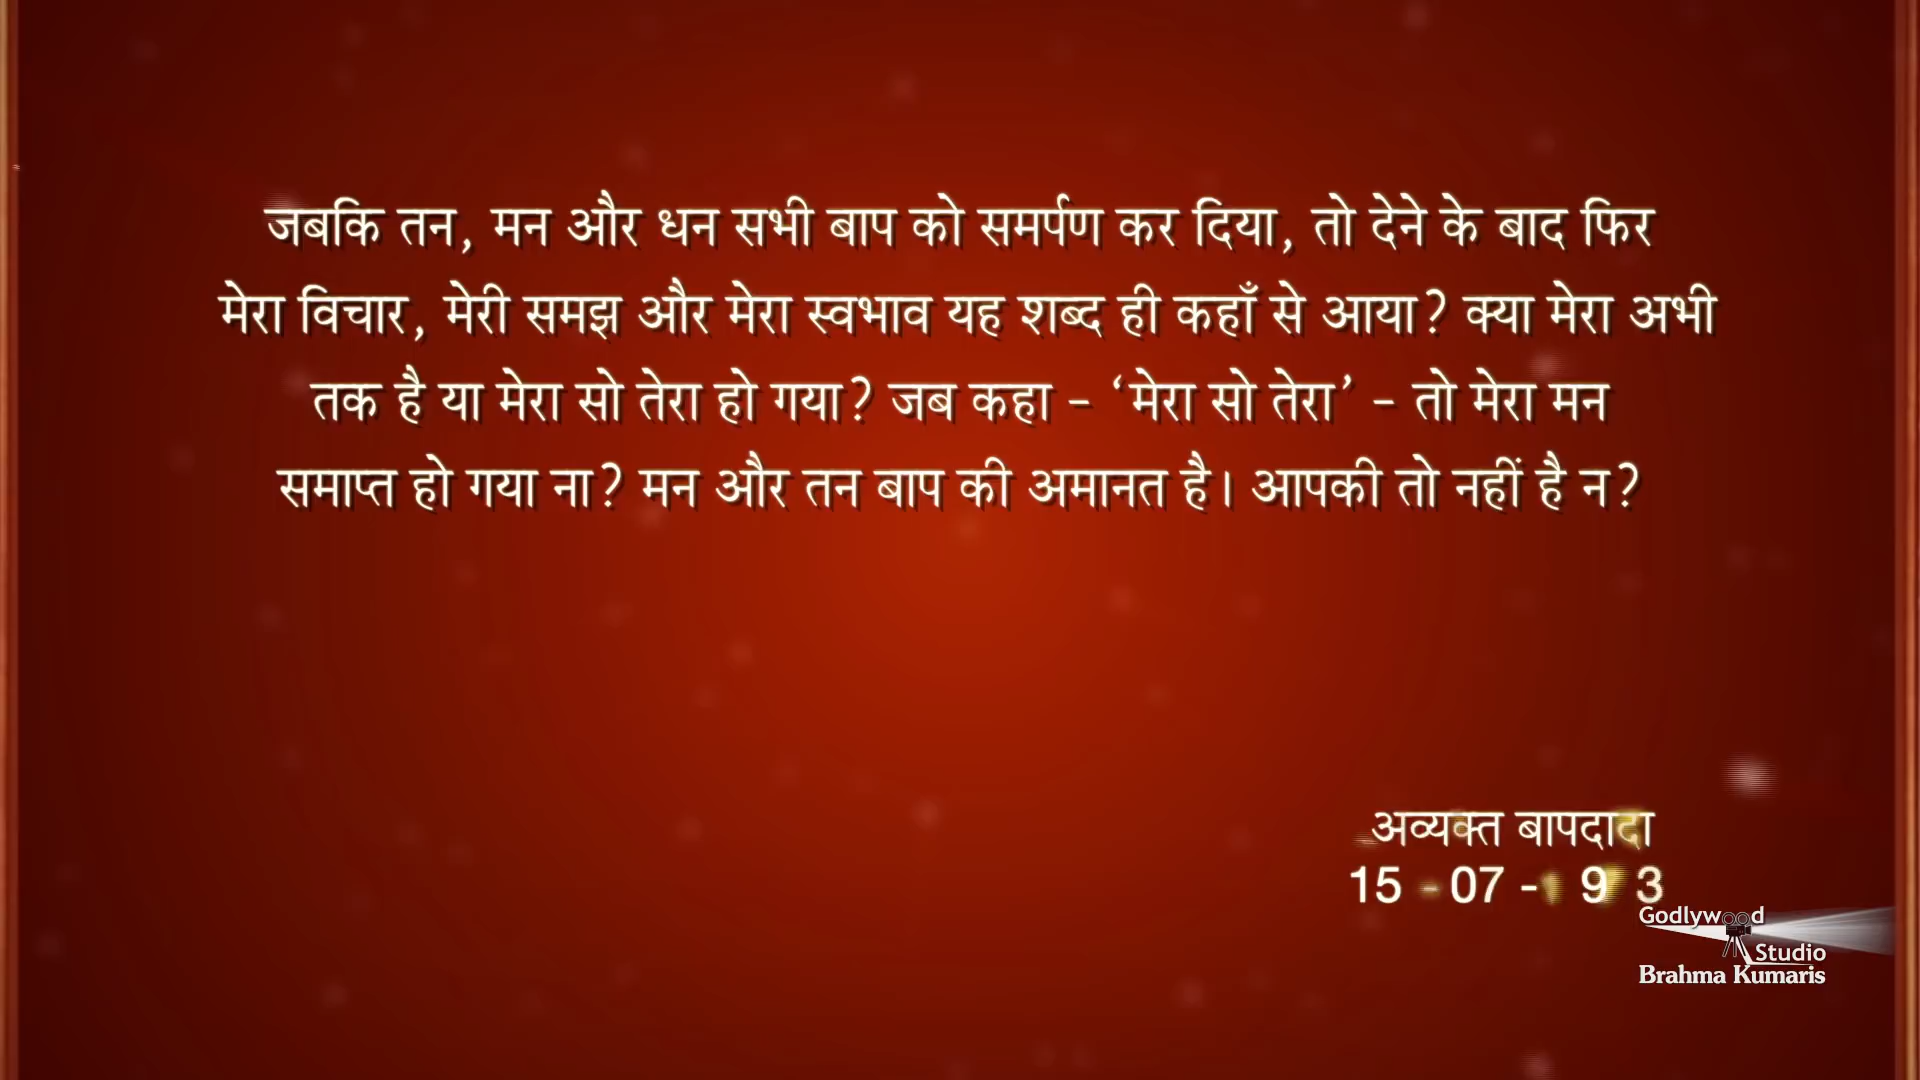 जबकि तन, मन और धन सभी बाप को समर्पण कर दिया, तो देने के बाद फिर
मेरा विचार, मेरी समझ और मेरा स्वभाव यह शब्द ही कहाँ से आया? क्या मेरा अभी
तक है या मेरा सो तेरा हो गया? जब कहा - ‘मेरा सो तेरा’ - तो मेरा मन
समाप्त हो गया ना? मन और तन बाप की अमानत है। आपकी तो नहीं है न?
अव्यक्त बापदादा
15 - 07 -
Godlywood
Studio
Brahma Kumaris